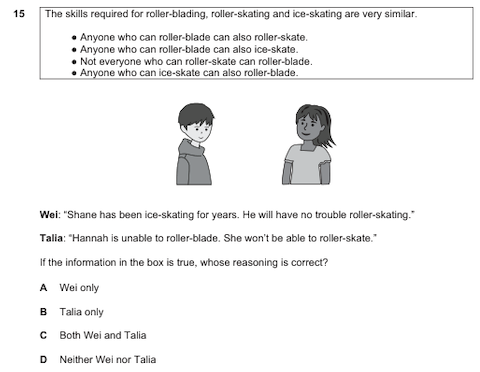 15 The skills required for roller-blading, roller-skating and ice-skating are very similar.
● Anyone who can roller-blade can also roller-skate.
● Anyone who can roller-blade can also ice-skate.
● Not everyone who can roller-skate can roller-blade.
● Anyone who can ice-skate can also roller-blade.
Wei: “Shane has been ice-skating for years. He will have no trouble roller-skating.”
Talia: “Hannah is unable to roller-blade. She won’t be able to roller-skate.”
If the information in the box is true, whose reasoning is correct?
A Wei only
B Talia only
C Both Wei and Talia
D Neither Wei nor Talia